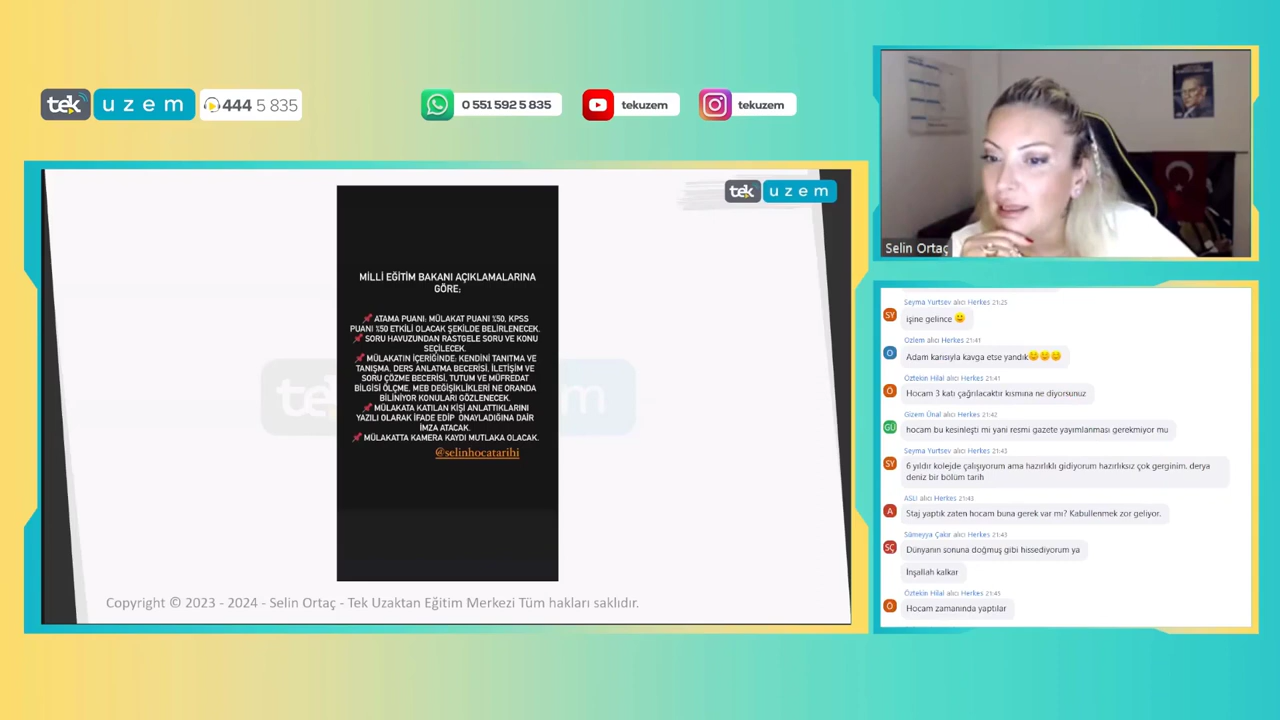 tek uzem 444 5 835
0 551 592 5 835
tekuzem
tekuzem
tek uzem
MİLLİ EĞİTİM BAKANI AÇIKLAMALARINA
GÖRE;
📌 ATAMA PUANI: MÜLAKAT PUANI %50, KPSS
PUANI %50 ETKİLİ OLACAK ŞEKİLDE BELİRLENECEK.
📌 SORU HAVUZUNDAN RASTGELE SORU VE KONU
SEÇİLECEK.
📌 MÜLAKATIN İÇERİĞİNDE; KENDİNİ TANITMA VE
TANIŞMA, DERS ANLATMA BECERİSİ, İLETİŞİM VE
SORU ÇÖZME BECERİSİ, TUTUM VE MÜFREDAT
BİLGİSİ ÖLÇME, MEB DEĞİŞİKLİKLERİ NE ORANDA
BİLİNİYOR KONULARI GÖZLENECEK.
📌 MÜLAKATA KATILAN KİŞİ ANLATTIKLARINI
YAZILI OLARAK İFADE EDİP ONAYLADIĞINA DAİR
İMZA ATACAK.
📌 MÜLAKATTA KAMERA KAYDI MUTLAKA OLACAK.
@selinhocatarihi
Copyright © 2023 - 2024 - Selin Ortaç - Tek Uzaktan Eğitim Merkezi Tüm hakları saklıdır.
Selin Ortaç
Seyma Yurtsev alıcı Herkes 21:25
SY işine gelince 😀
Özlem alıcı Herkes 21:41
O Adam karısıyla kavga etse yandık😅😅😅
Öztekin Hilal alıcı Herkes 21:41
Ö Hocam 3 katı çağrılacaktır kısmına ne diyorsunuz
Gizem Ünal alıcı Herkes 21:42
GÜ hocam bu kesinleşti mi yani resmi gazete yayımlanması gerekmiyor mu
Seyma Yurtsev alıcı Herkes 21:43
SY 6 yıldır kolejde çalışıyorum ama hazırlıklı gidiyorum hazırlıksız çok gerginim. derya
deniz bir bölüm tarih
ASLI alıcı Herkes 21:43
A Staj yaptık zaten hocam buna gerek var mı? Kabullenmek zor geliyor.
Sümeyya Çakır alıcı Herkes 21:43
SÇ Dünyanın sonuna doğmuş gibi hissediyorum ya
İnşallah kalkar
Öztekin Hilal alıcı Herkes 21:45
Ö Hocam zamanında yaptılar